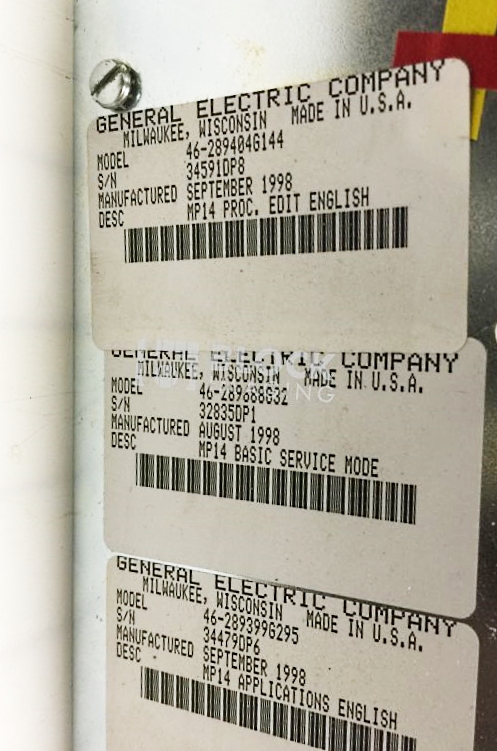 GENERAL ELECTRIC COMPANY
MILWAUKEE, WISCONSIN MADE IN U.S.A.
MODEL 46-289404G144
S/N 34591DP8
MANUFACTURED SEPTEMBER 1998
DESC MP14 PROC. EDIT ENGLISH
GENERAL ELECTRIC COMPANY
MILWAUKEE, WISCONSIN MADE IN U.S.A.
MODEL 46-289688G32
S/N 32835DP1
MANUFACTURED AUGUST 1998
DESC MP14 BASIC SERVICE MODE
GENERAL ELECTRIC COMPANY
MILWAUKEE, WISCONSIN MADE IN U.S.A.
MODEL 46-289399G295
S/N 34479DP6
MANUFACTURED SEPTEMBER 1998
DESC MP14 APPLICATIONS ENGLISH